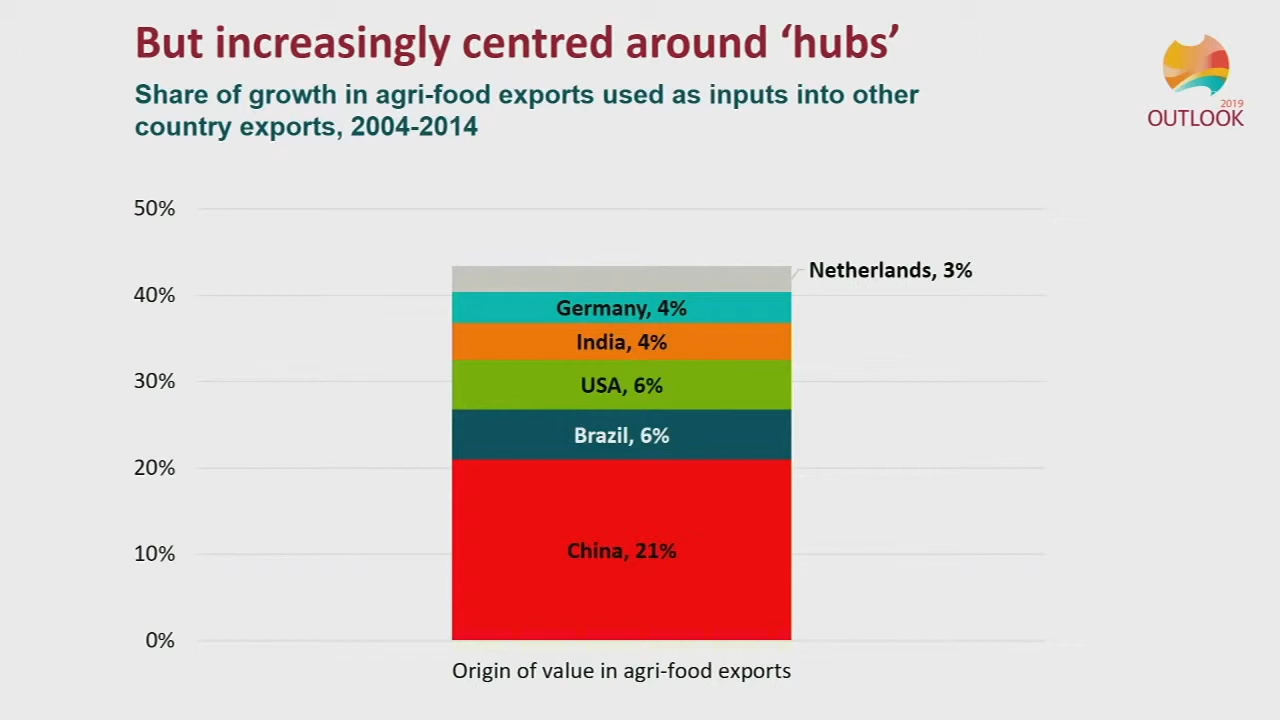 But increasingly centred around ‘hubs’
Share of growth in agri-food exports used as inputs into other
country exports, 2004-2014
2019
OUTLOOK
50%
40%
30%
20%
10%
0%
Netherlands, 3%
Germany, 4%
India, 4%
USA, 6%
Brazil, 6%
China, 21%
Origin of value in agri-food exports